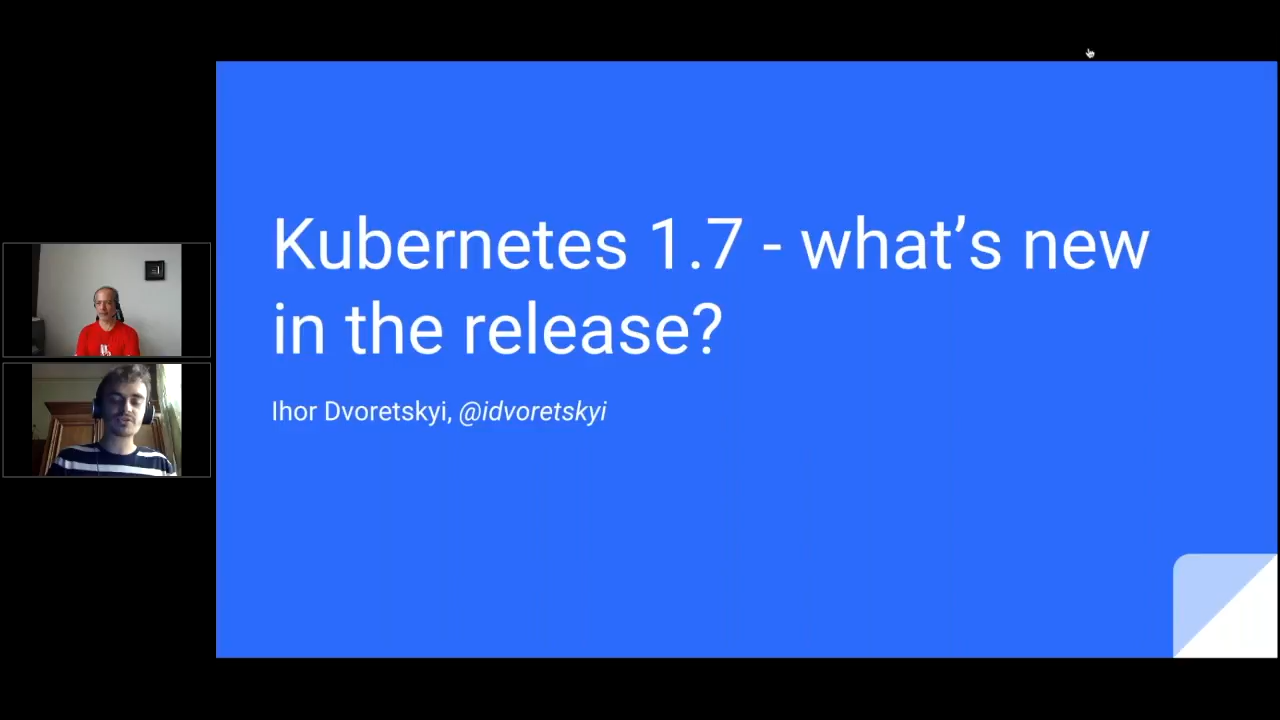 Kubernetes 1.7 - what’s new
in the release?
Ihor Dvoretskyi, @idvoretskyi